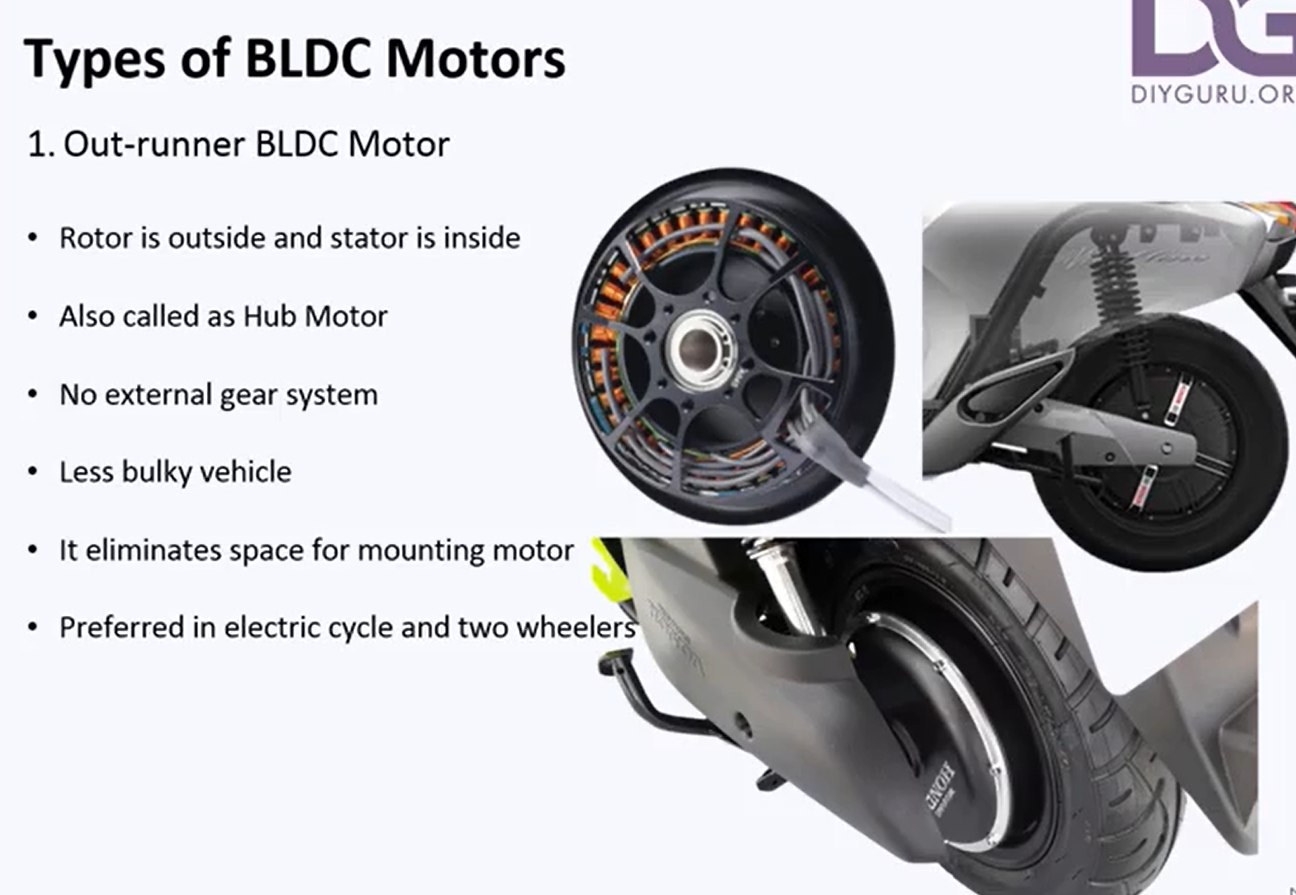 Types of BLDC Motors
DG
DIYGURU.OR
1. Out-runner BLDC Motor
• Rotor is outside and stator is inside
• Also called as Hub Motor
• No external gear system
• Less bulky vehicle
• It eliminates space for mounting motor
• Preferred in electric cycle and two wheelers